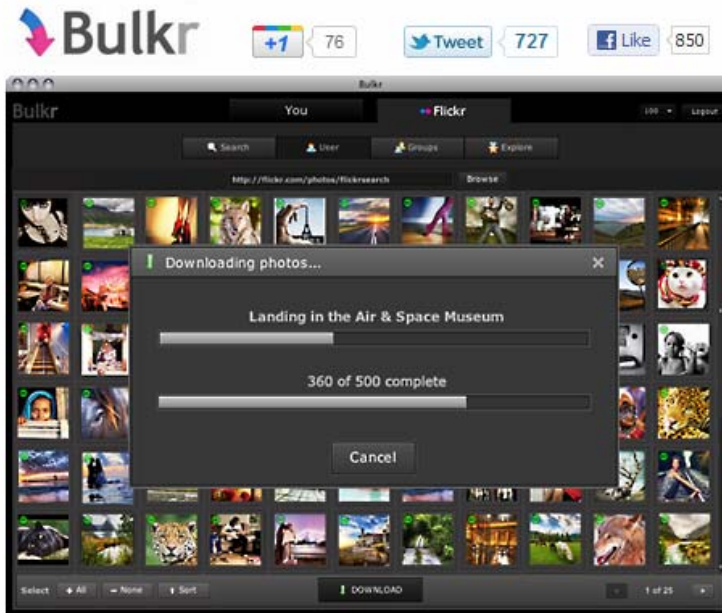 Bulkr
+1 76
Tweet 727
Like 850
Bulkr
Bulkr You Flickr 100 Logout
Search User Groups Explore
http://flickr.com/photos/flickrsearch Browse
Downloading photos...
Landing in the Air & Space Museum
360 of 500 complete
Cancel
Select + All - None Sort DOWNLOAD 1 of 25